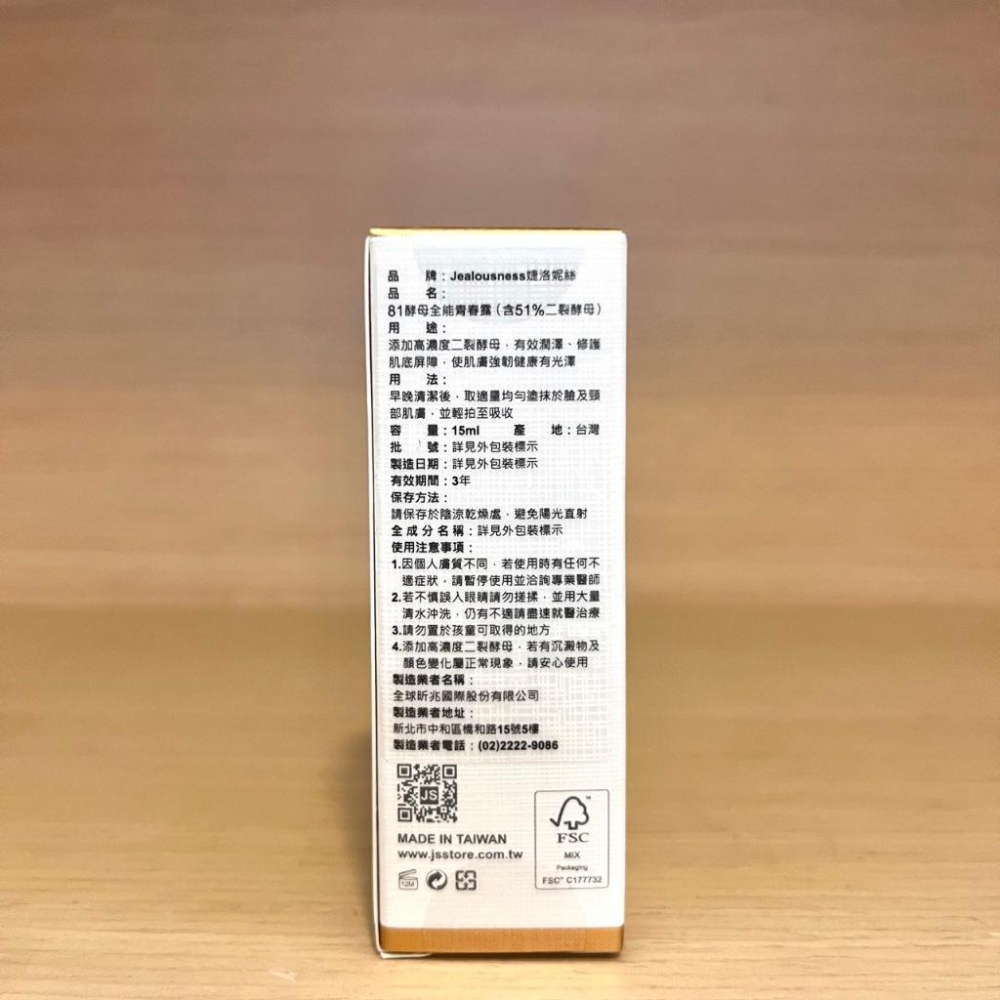 品　　牌：Jealousness婕洛妮絲
品　　名：
81酵母全能青春露（含51%二裂酵母）
用　　途：
添加高濃度二裂酵母，有效潤澤、修護
肌底屏障，使肌膚強韌健康有光澤
用　　法：
早晚清潔後，取適量均勻塗抹於臉及頸
部肌膚，並輕拍至吸收
容　　量：15ml　　產　　地：台灣
批　　號：詳見外包裝標示
製造日期：詳見外包裝標示
有效期間：3年
保存方法：
請保存於陰涼乾燥處，避免陽光直射
全成分名稱：詳見外包裝標示
使用注意事項：
1.因個人膚質不同，若使用時有任何不
適症狀，請暫停使用並洽詢專業醫師
2.若不慎誤入眼睛請勿搓揉，並用大量
清水沖洗，仍有不適請盡速就醫治療
3.請勿置於孩童可取得的地方
4.添加高濃度二裂酵母，若有沉澱物及
顏色變化屬正常現象，請安心使用
製造業者名稱：
全球昕兆國際股份有限公司
製造業者地址：
新北市中和區橋和路15號5樓
製造業者電話：(02)2222-9086
JS
MADE IN TAIWAN
www.jsstore.com.tw
12M
FSC™
MIX
Packaging
FSC™ C177732